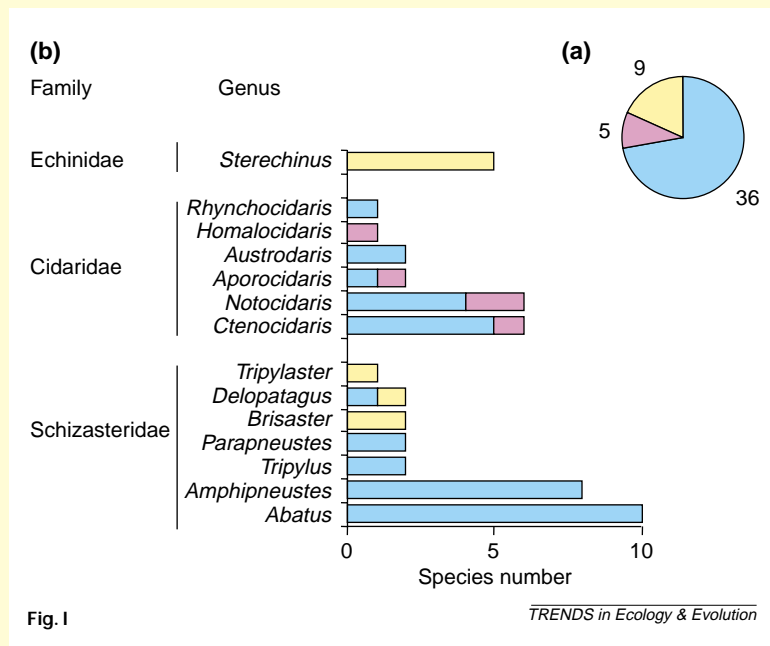 (b)
(a)
Family
Genus
9
5
36
Echinidae
Sterechinus
Cidaridae
Rhynchocidaris
Homalocidaris
Austrodaris
Aporocidaris
Notocidaris
Ctenocidaris
Schizasteridae
Tripylaster
Delopatagus
Brisaster
Parapneustes
Tripylus
Amphipneustes
Abatus
0 5 10
Species number
Fig. I
TRENDS in Ecology & Evolution